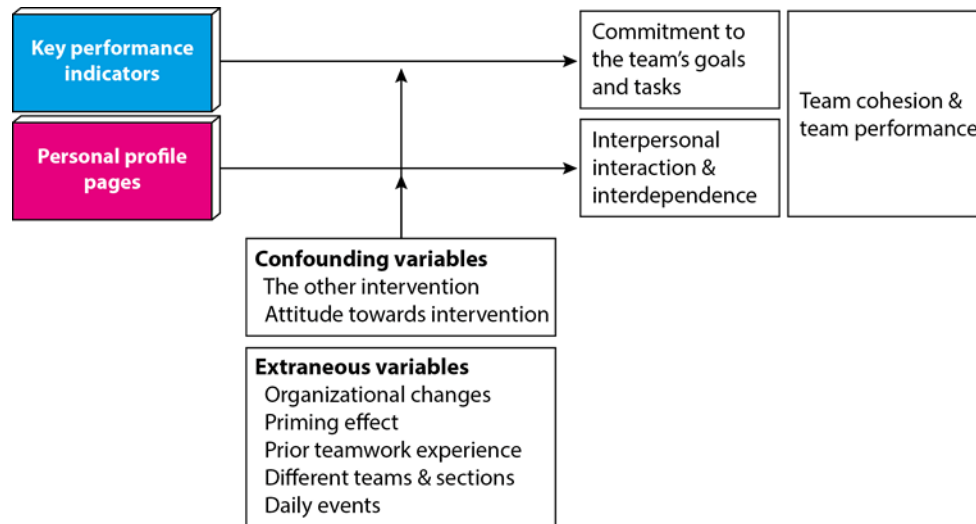 Key performance
indicators
Commitment to
the team's goals
and tasks
Team cohesion &
team performance
Personal profile
pages
Interpersonal
interaction &
interdependence
Confounding variables
The other intervention
Attitude towards intervention
Extraneous variables
Organizational changes
Priming effect
Prior teamwork experience
Different teams & sections
Daily events